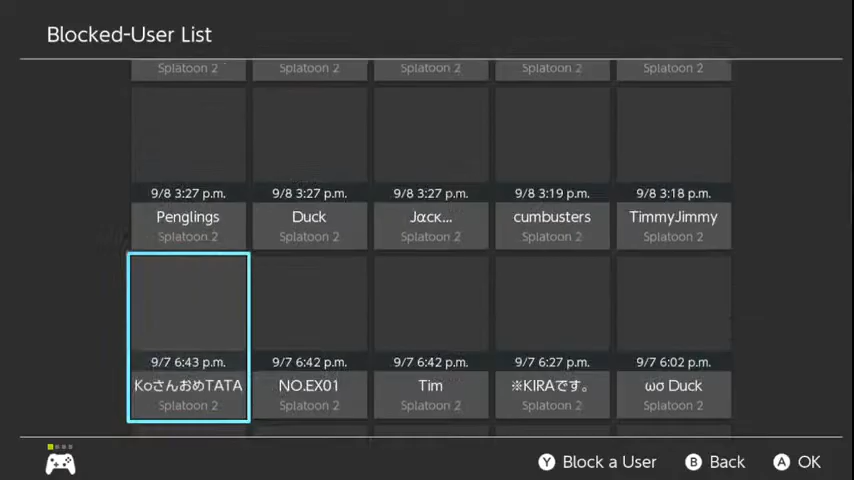 Blocked-User List
Splatoon 2 Splatoon 2 Splatoon 2 Splatoon 2 Splatoon 2
9/8 3:27 p.m. 9/8 3:27 p.m. 9/8 3:27 p.m. 9/8 3:19 p.m. 9/8 3:18 p.m.
Penglings Duck Jαcκ... cumbusters TimmyJimmy
Splatoon 2 Splatoon 2 Splatoon 2 Splatoon 2 Splatoon 2
9/7 6:43 p.m. 9/7 6:42 p.m. 9/7 6:42 p.m. 9/7 6:27 p.m. 9/7 6:02 p.m.
KoさんおめTATA NO.EX01 Tim ※KIRAです。 ωσ Duck
Splatoon 2 Splatoon 2 Splatoon 2 Splatoon 2 Splatoon 2
Y Block a User B Back A OK